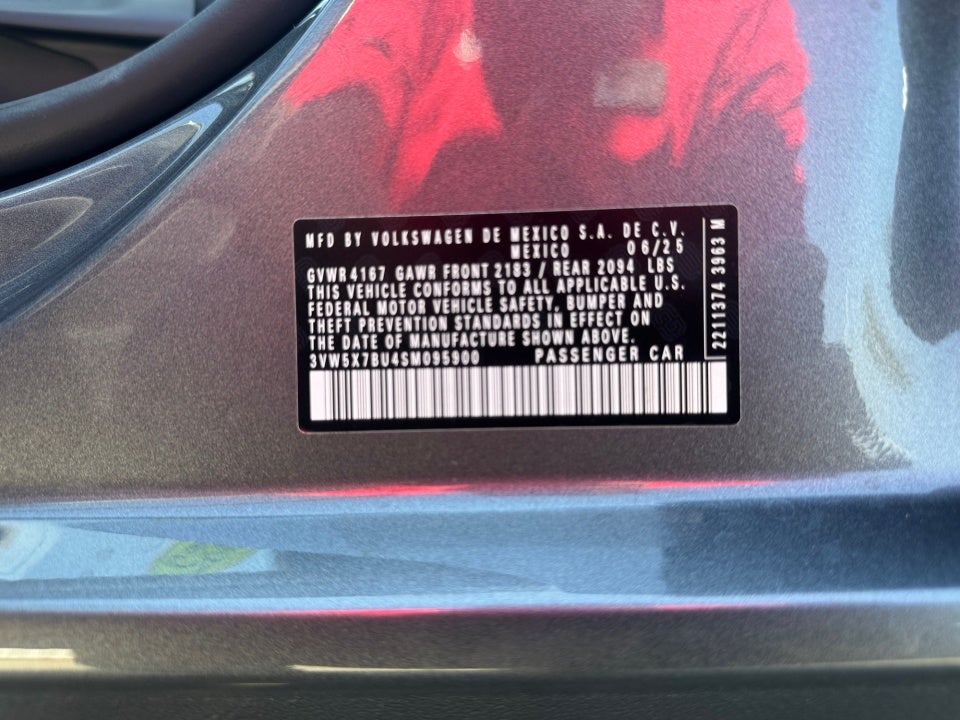 MFD BY VOLKSWAGEN DE MEXICO S.A. DE C.V.
MEXICO 06/25
GVWR 4167 GAWR FRONT 2183 / REAR 2094 LBS
THIS VEHICLE CONFORMS TO ALL APPLICABLE U.S.
FEDERAL MOTOR VEHICLE SAFETY, BUMPER AND
THEFT PREVENTION STANDARDS IN EFFECT ON
THE DATE OF MANUFACTURE SHOWN ABOVE.
3VW5X7BU4SM095900 PASSENGER CAR
2211374 3963 M